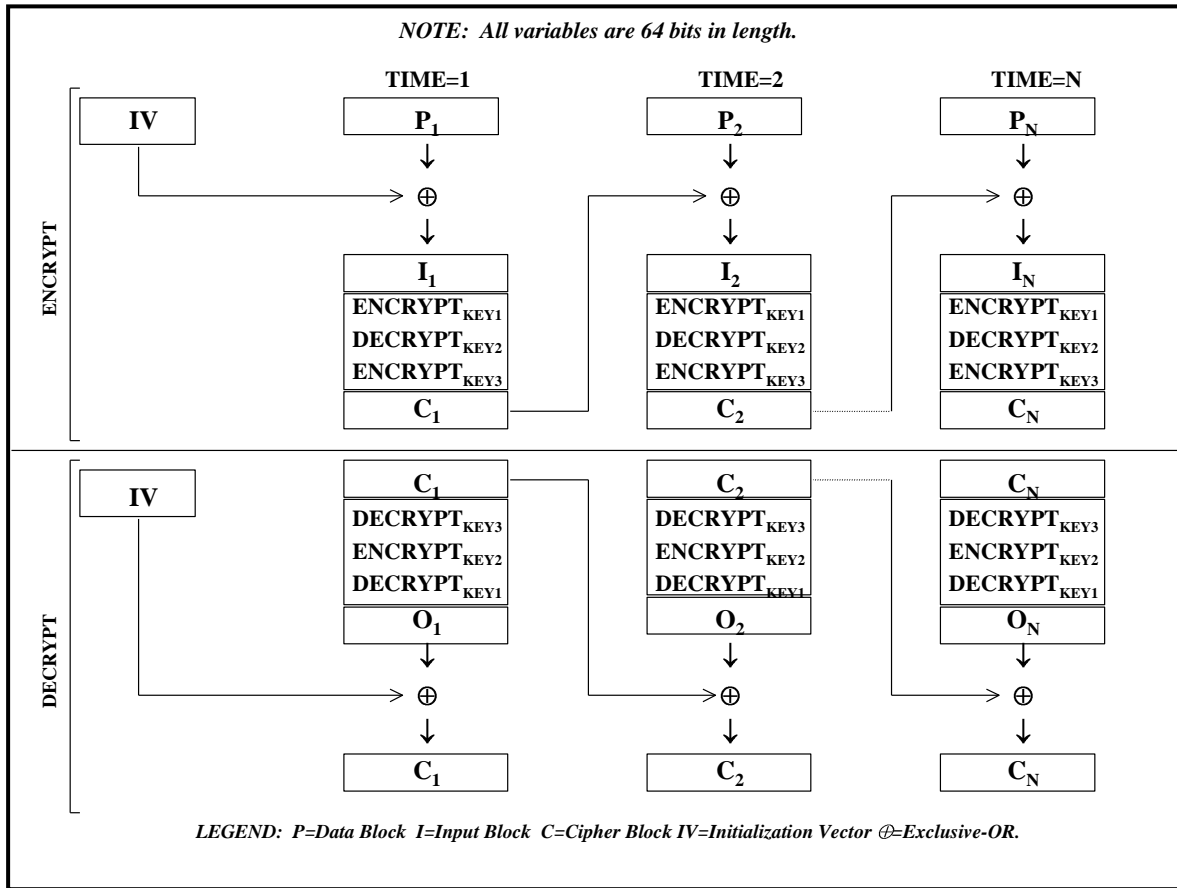 NOTE: All variables are 64 bits in length.
TIME=1 TIME=2 TIME=N
IV P1 P2 PN
⊕ ⊕ ⊕
ENCRYPT
I1 I2 IN
ENCRYPTKEY1 ENCRYPTKEY1 ENCRYPTKEY1
DECRYPTKEY2 DECRYPTKEY2 DECRYPTKEY2
ENCRYPTKEY3 ENCRYPTKEY3 ENCRYPTKEY3
C1 C2 CN
IV C1 C2 CN
DECRYPTKEY3 DECRYPTKEY3 DECRYPTKEY3
ENCRYPTKEY2 ENCRYPTKEY2 ENCRYPTKEY2
DECRYPTKEY1 DECRYPTKEY1 DECRYPTKEY1
O1 O2 ON
DECRYPT
⊕ ⊕ ⊕
C1 C2 CN
LEGEND: P=Data Block I=Input Block C=Cipher Block IV=Initialization Vector ⊕=Exclusive-OR.